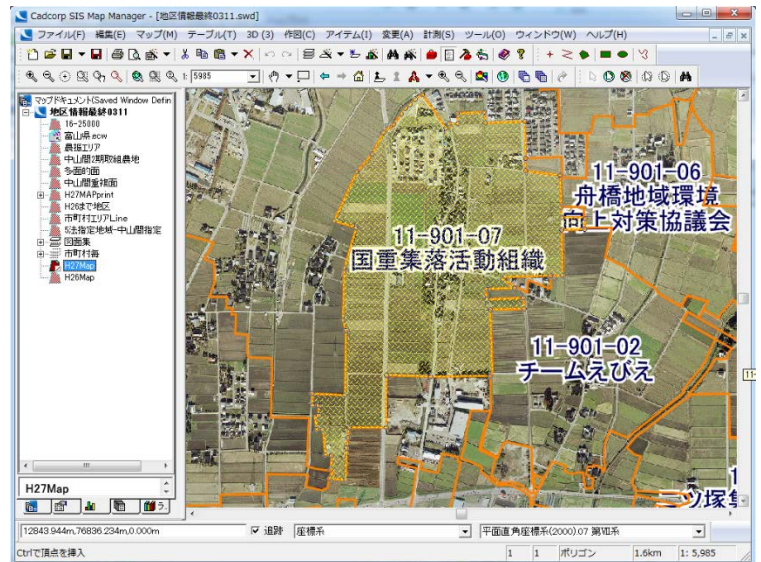 Cadcorp SIS Map Manager - [地区情報最終0311.swd]
ファイル(F) 編集(E) マップ(M) テーブル(T) 3D (3) 作図(C) アイテム(I) 変更(A) 計測(S) ツール(O) ウィンドウ(W) ヘルプ(H)
1: 5985
マップドキュメント(Saved Window Defin
地区情報最終0311
16-25000
富山県.ecw
農振エリア
中山間2期取組農地
多面的面
中山間重複面
H27MAPprint
H26まで地区
市町村エリアLine
5法指定地域-中山間指定
図面集
市町村毎
H27Map
H26Map
11-901-06
舟橋地域環境
向上対策協議会
11-901-07
国重集落活動組織
11-901-02
チームえびえ
11-
二ツ塚集
H27Map
ラ..
12843.944m,76836.234m,0.000m
追跡
座標系
平面直角座標系(2000).07 第VII系
Ctrlで頂点を挿入
1 1 ポリゴン 1.6km 1: 5,985